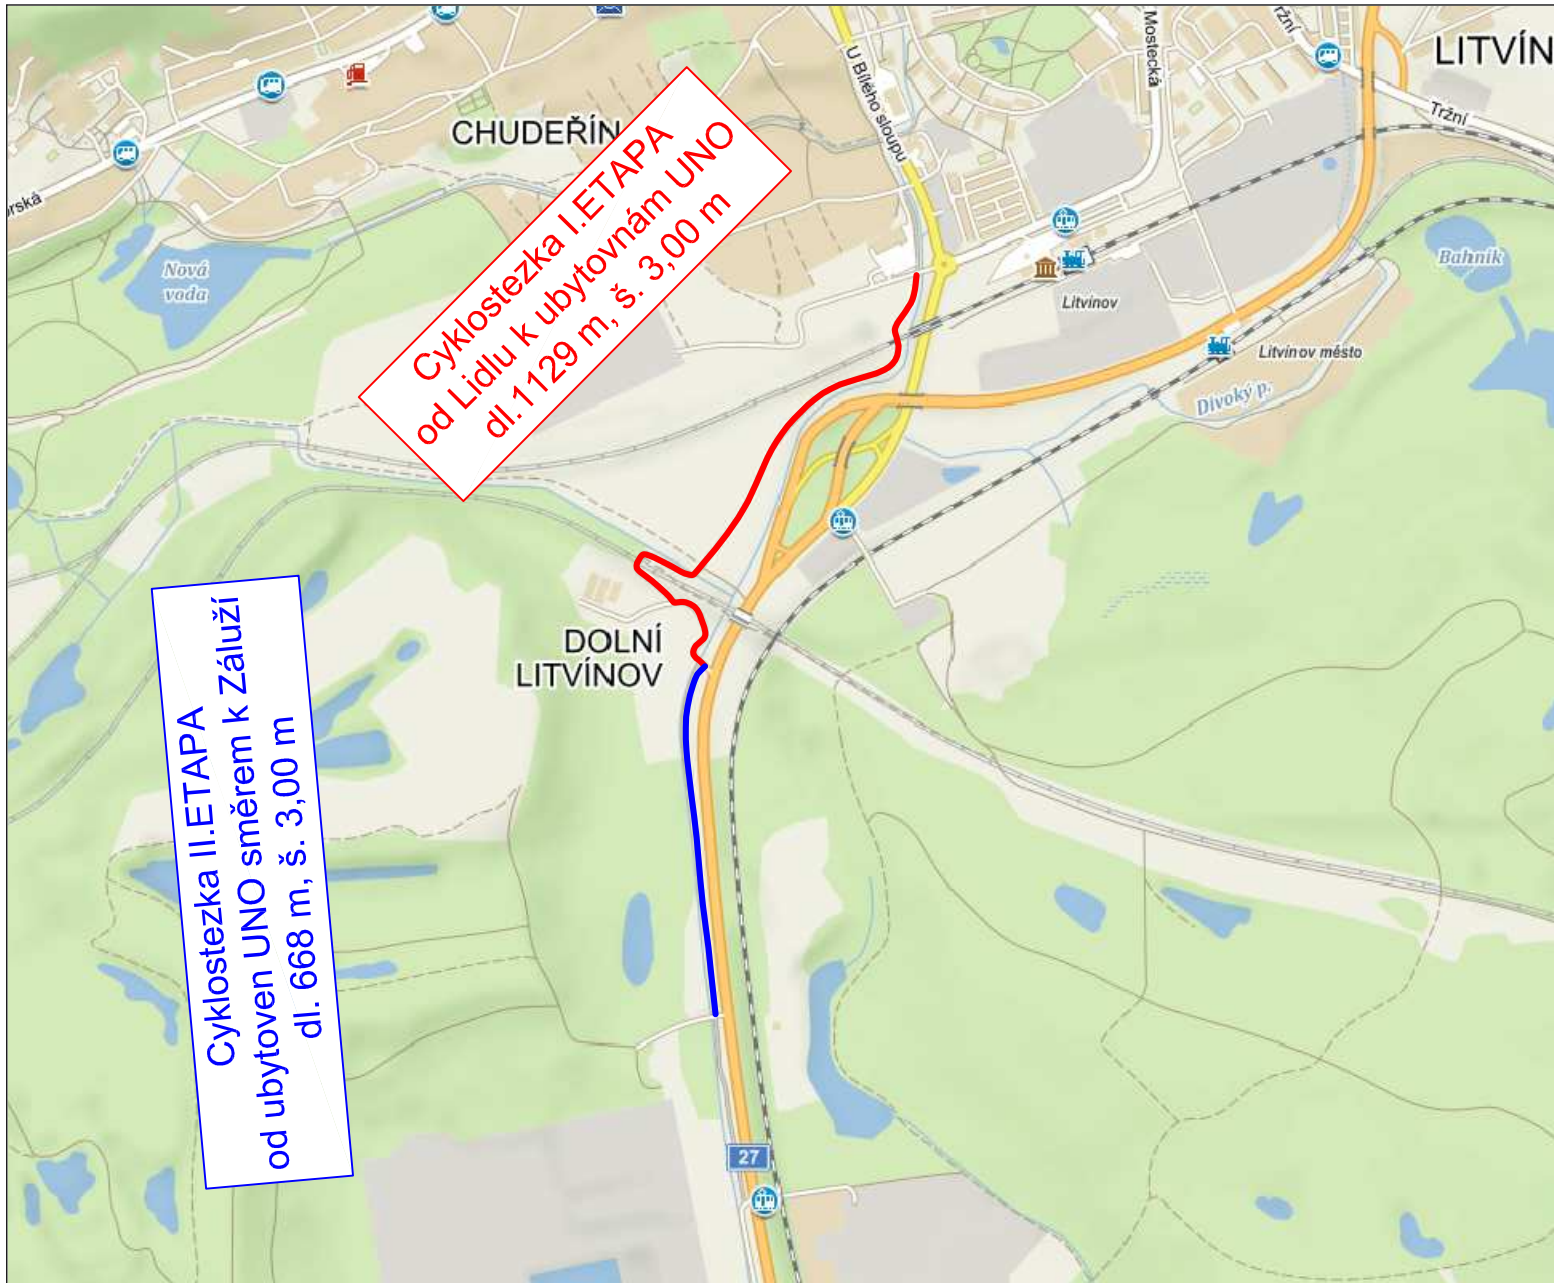 LITVÍN
Mostecká
ržní
Tržní
U Bílého sloupu
CHUDEŘÍN
orská
Nová
voda
Cyklostezka I.ETAPA
od Lidlu k ubytovnám UNO
dl.1129 m, š. 3,00 m
Bahník
Litvínov
Litvínov město
Divoký p.
DOLNÍ
LITVÍNOV
Cyklostezka II.ETAPA
od ubytoven UNO směrem k Záluží
dl. 668 m, š. 3,00 m
27